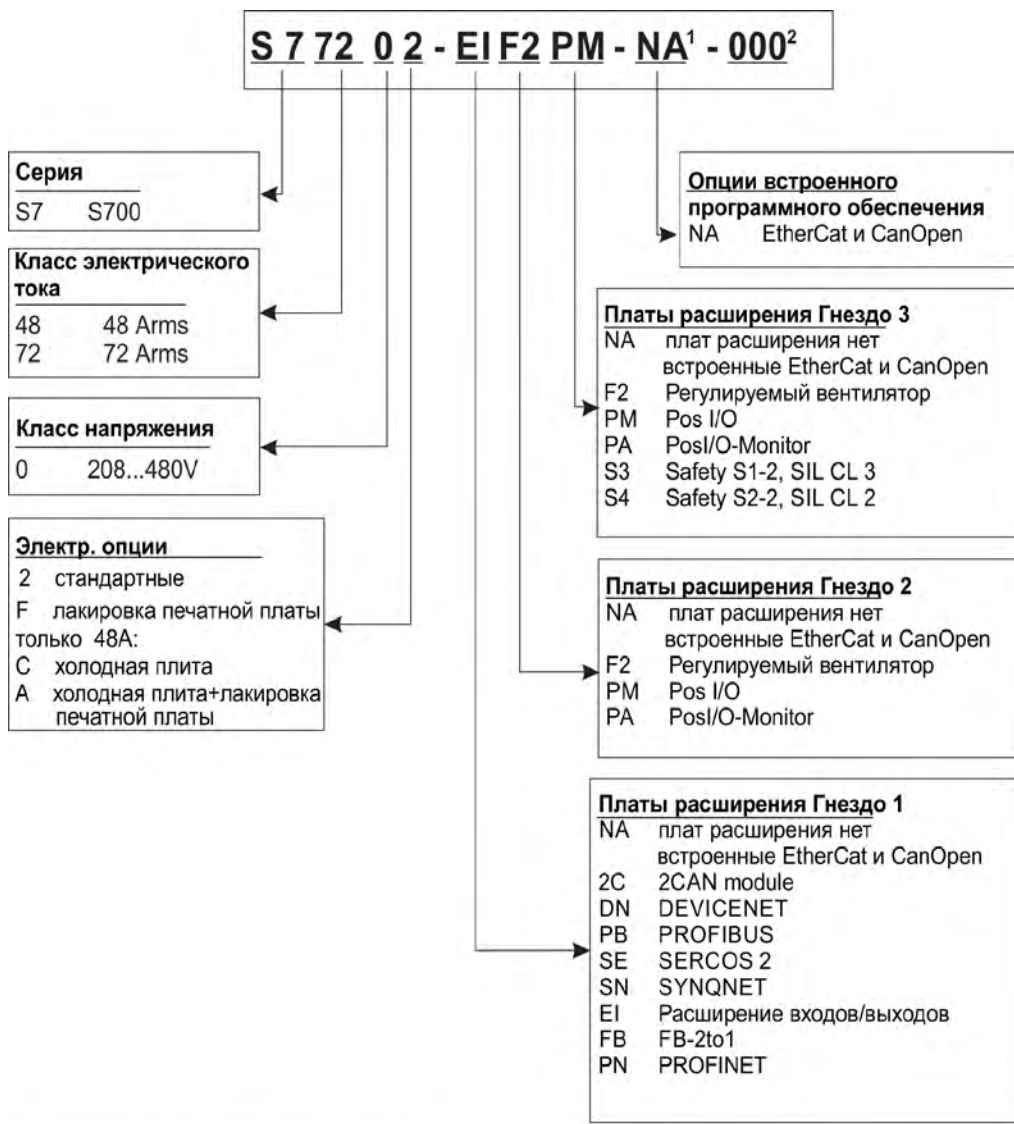 S 7 72 0 2 - EI F2 PM - NA¹ - 000²
Серия
S7 S700
Класс электрического
тока
48 48 Arms
72 72 Arms
Класс напряжения
0 208...480V
Электр. опции
2 стандартные
F лакировка печатной платы
только 48А:
C холодная плита
A холодная плита+лакировка
печатной платы
Опции встроенного
программного обеспечения
NA EtherCat и CanOpen
Платы расширения Гнездо 3
NA плат расширения нет
встроенные EtherCat и CanOpen
F2 Регулируемый вентилятор
PM Pos I/O
PA PosI/O-Monitor
S3 Safety S1-2, SIL CL 3
S4 Safety S2-2, SIL CL 2
Платы расширения Гнездо 2
NA плат расширения нет
встроенные EtherCat и CanOpen
F2 Регулируемый вентилятор
PM Pos I/O
PA PosI/O-Monitor
Платы расширения Гнездо 1
NA плат расширения нет
встроенные EtherCat и CanOpen
2C 2CAN module
DN DEVICENET
PB PROFIBUS
SE SERCOS 2
SN SYNQNET
EI Расширение входов/выходов
FB FB-2to1
PN PROFINET